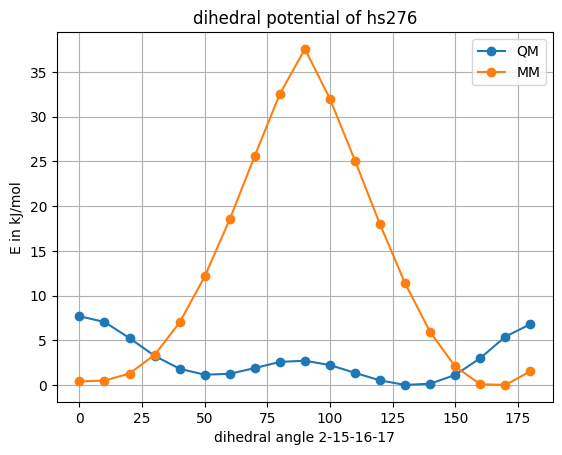 dihedral potential of hs276
QM
MM
E in kJ/mol
35
30
25
20
15
10
5
0
0 25 50 75 100 125 150 175
dihedral angle 2-15-16-17